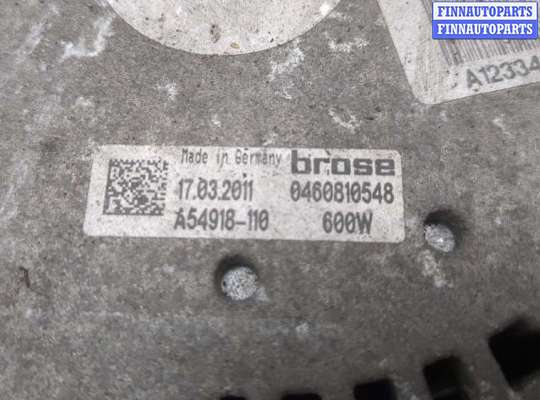 FINNAUTOPARTS
FINNAUTOPARTS
A12334
Made in Germany brose
17.03.2011 0460810548
A54918-110 600W